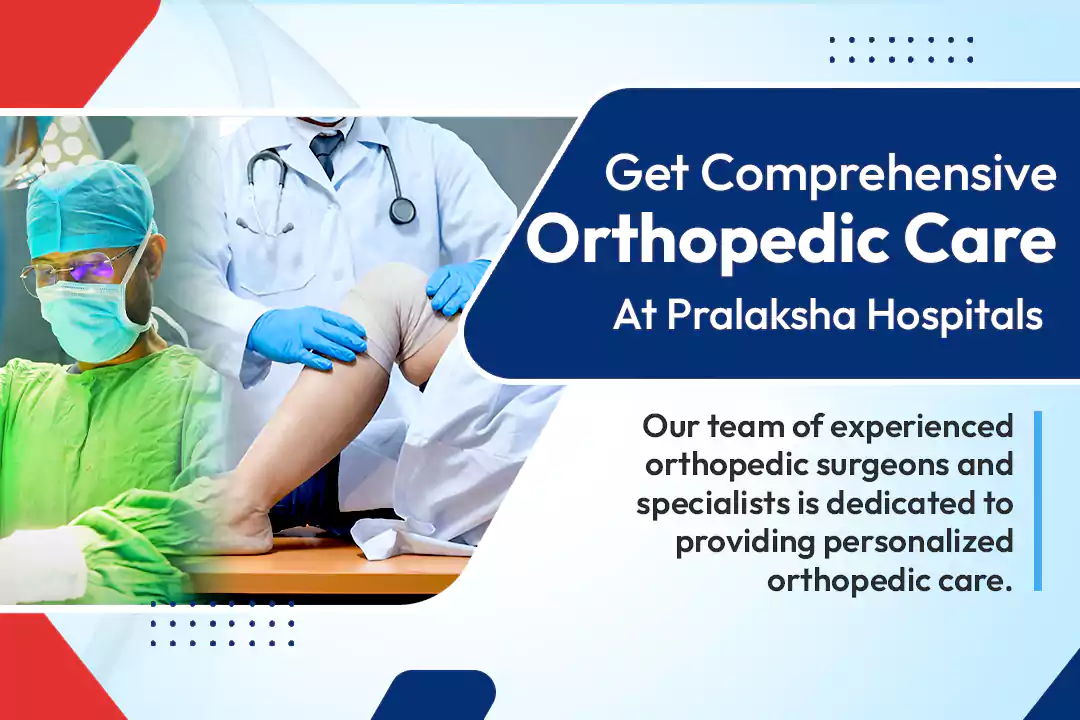 Get Comprehensive
Orthopedic Care
At Pralaksha Hospitals
Our team of experienced
orthopedic surgeons and
specialists is dedicated to
providing personalized
orthopedic care.